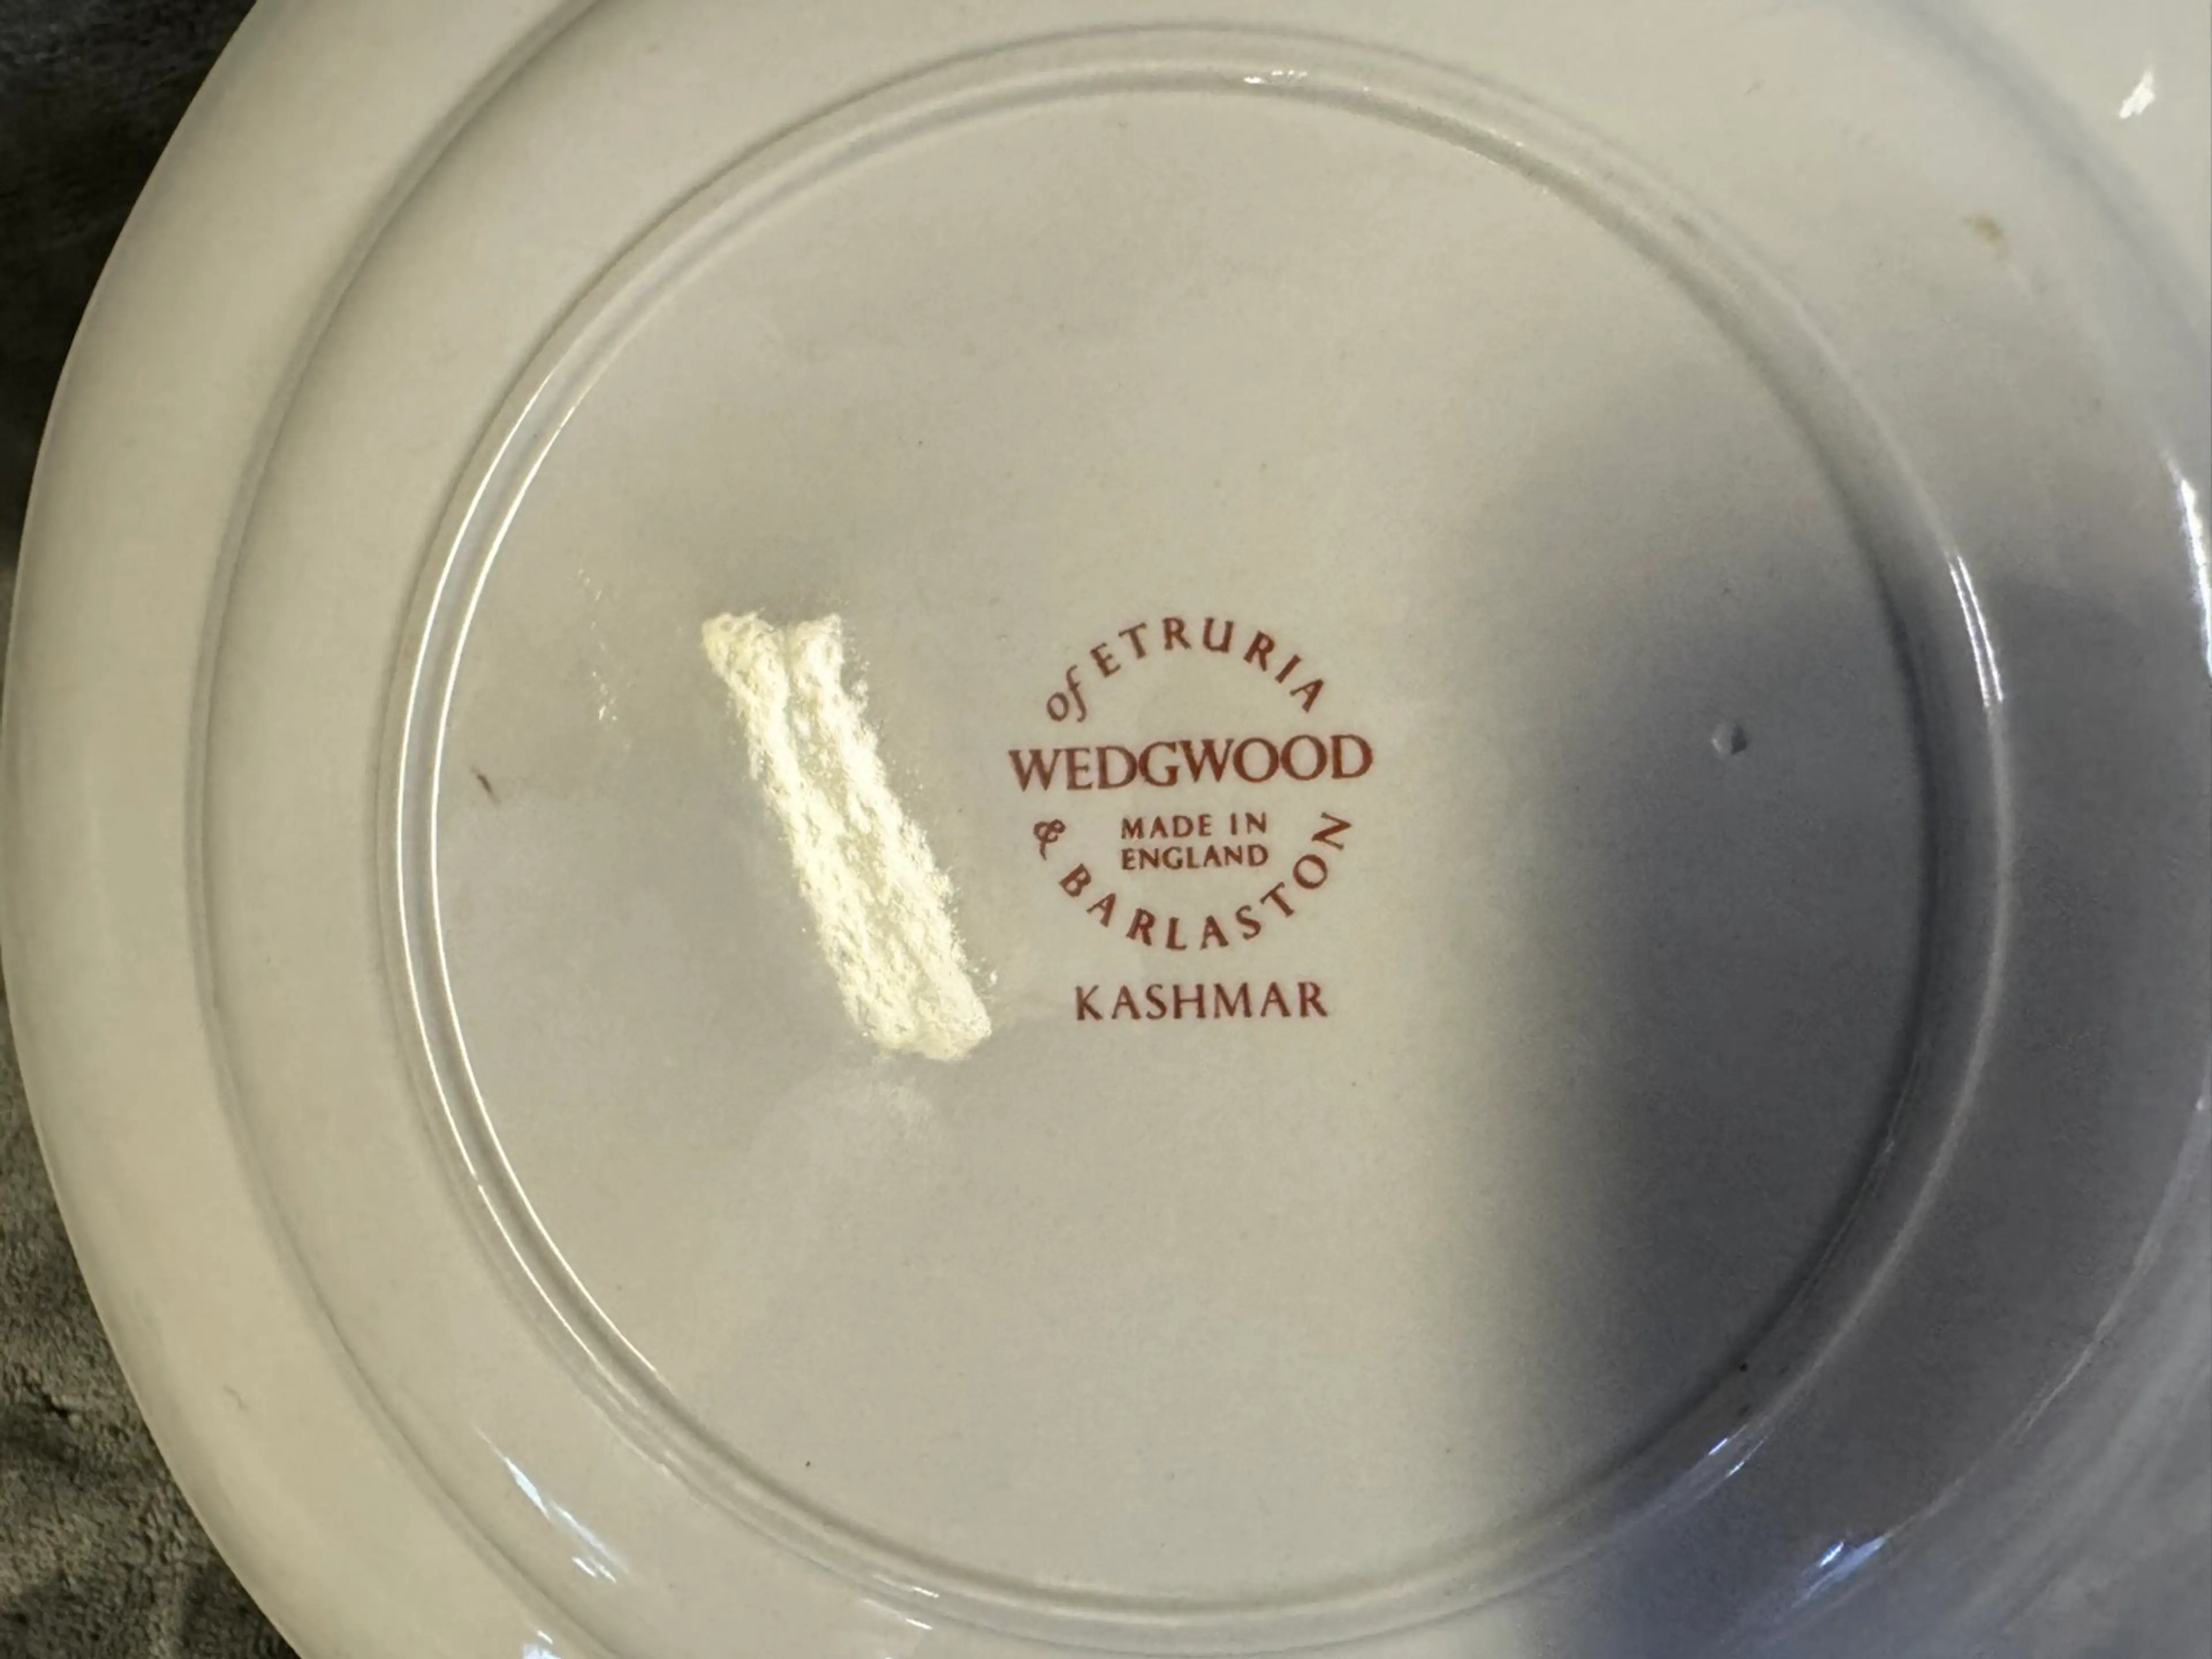 of ETRURIA
WEDGWOOD
MADE IN
ENGLAND
& BARLASTON
KASHMAR